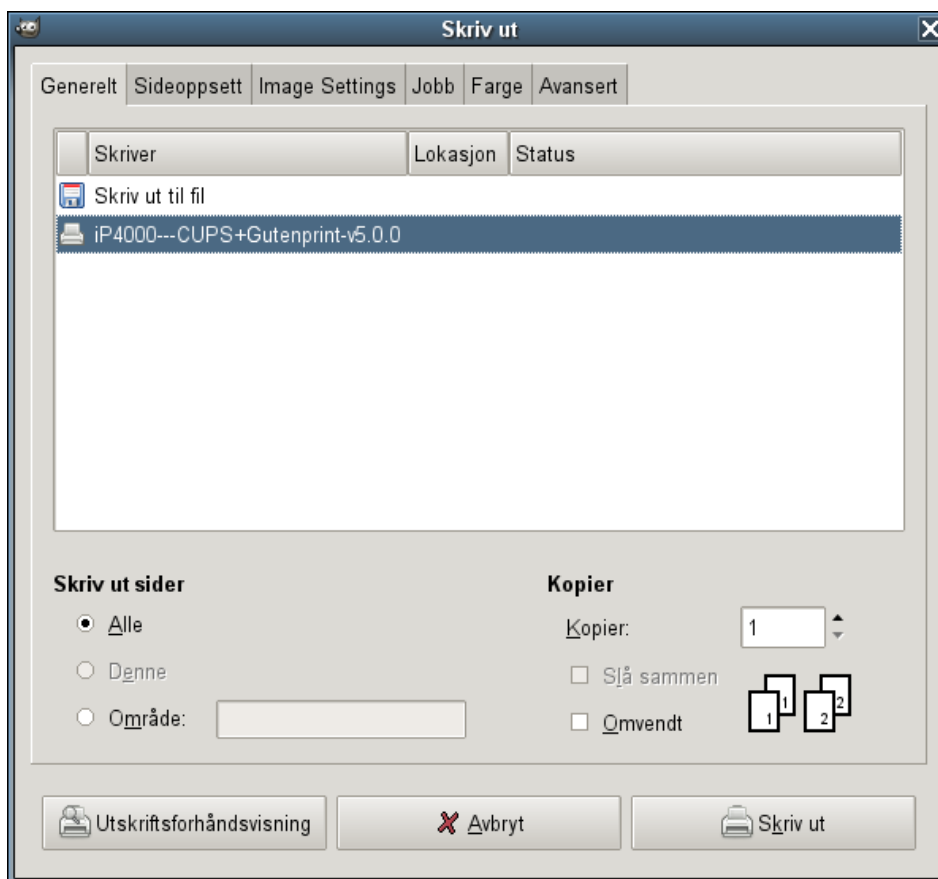 Skriv ut
Generelt Sideoppsett Image Settings Jobb Farge Avansert
Skriver Lokasjon Status
Skriv ut til fil
iP4000---CUPS+Gutenprint-v5.0.0
Skriv ut sider Kopier
Alle Kopier: 1
Denne Slå sammen
Område: Omvendt
1 1 2 2
Utskriftsforhåndsvisning Avbryt Skriv ut